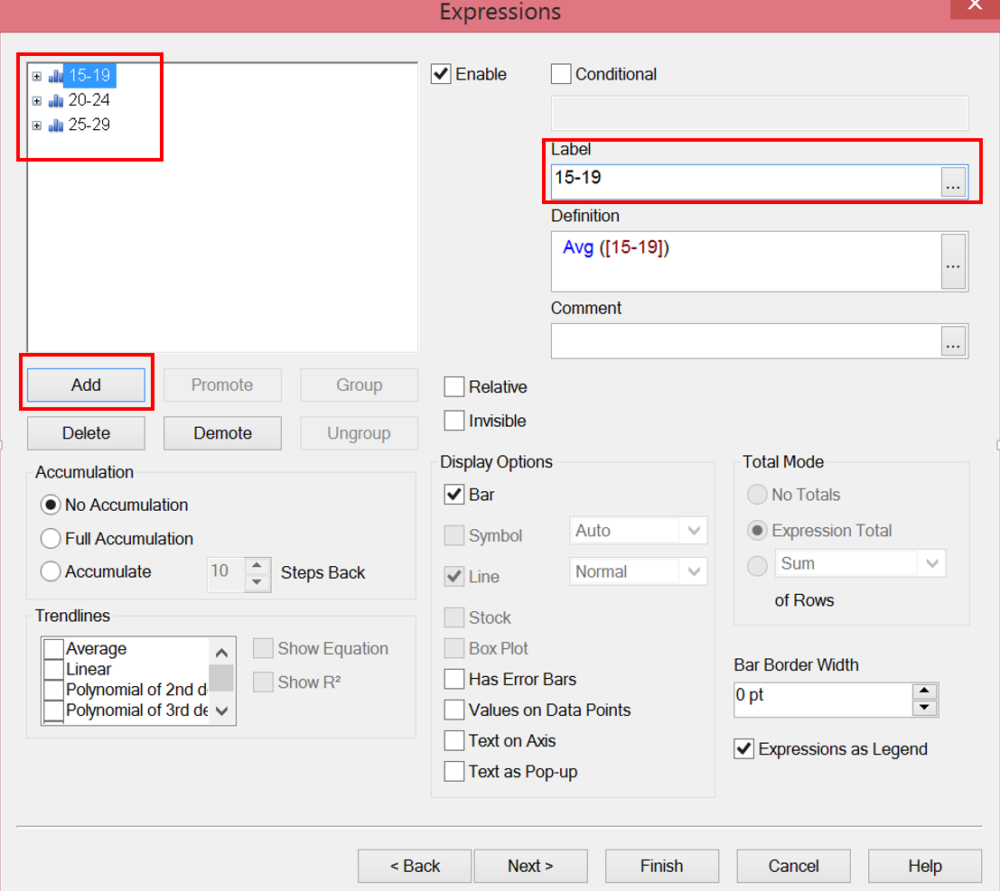 Expressions
15-19
20-24
25-29
Enable
Conditional
Label
15-19
...
Definition
Avg ([15-19])
...
Comment
...
Add
Promote
Group
Delete
Demote
Ungroup
Relative
Invisible
Accumulation
No Accumulation
Full Accumulation
Accumulate
10
Steps Back
Trendlines
Average
Linear
Polynomial of 2nd d
Polynomial of 3rd de
Show Equation
Show R²
Display Options
Bar
Symbol
Auto
Line
Normal
Stock
Box Plot
Has Error Bars
Values on Data Points
Text on Axis
Text as Pop-up
Total Mode
No Totals
Expression Total
Sum
of Rows
Bar Border Width
0 pt
Expressions as Legend
< Back
Next >
Finish
Cancel
Help